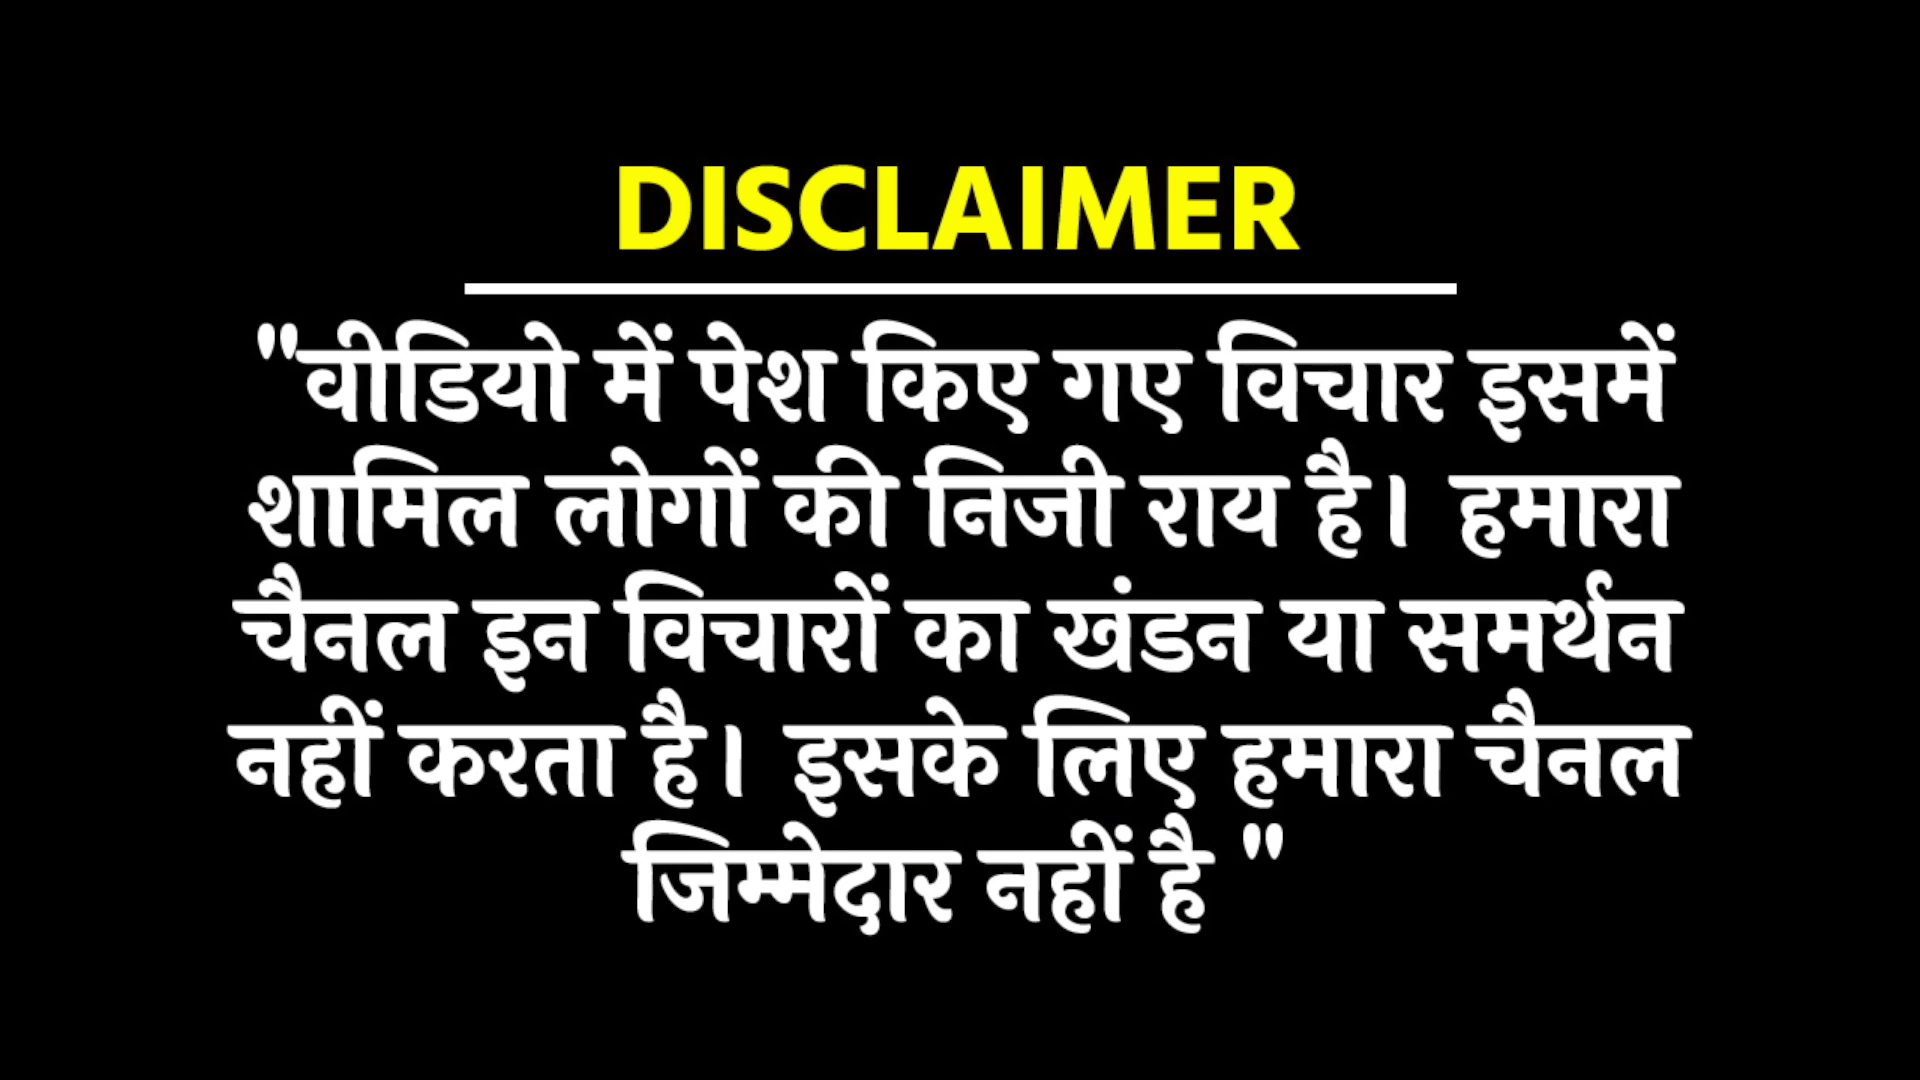 DISCLAIMER
"वीडियो में पेश किए गए विचार इसमें
शामिल लोगों की निजी राय है। हमारा
चैनल इन विचारों का खंडन या समर्थन
नहीं करता है। इसके लिए हमारा चैनल
जिम्मेदार नहीं है "